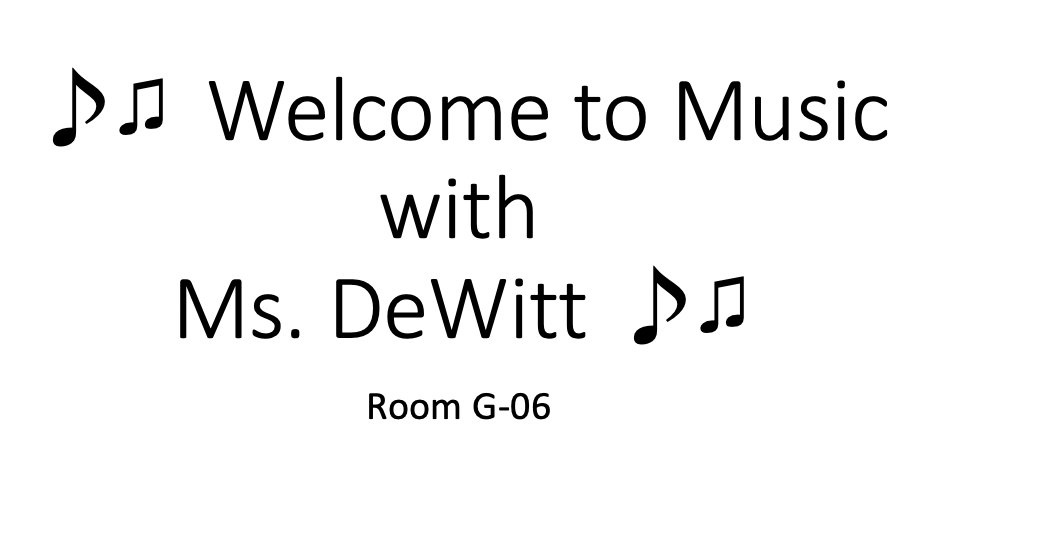 ♪♫ Welcome to Music
with
Ms. DeWitt ♪♫
Room G-06